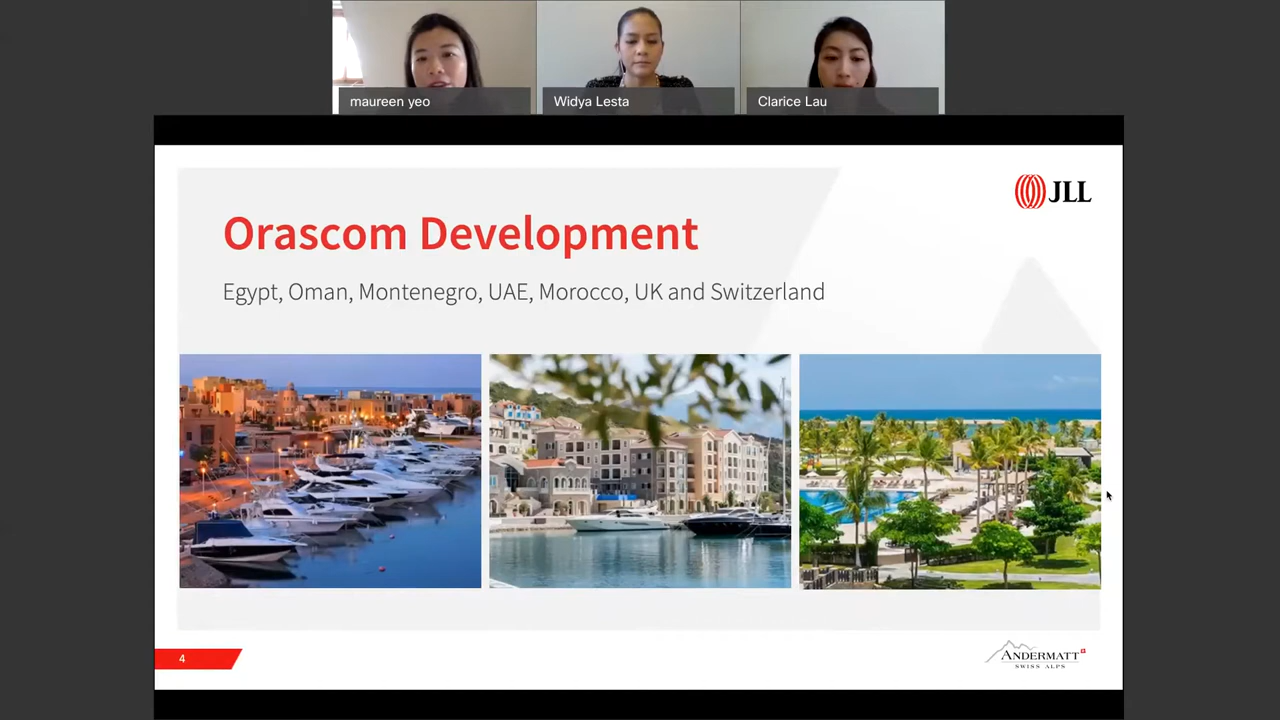 maureen yeo
Widya Lesta
Clarice Lau
JLL
Orascom Development
Egypt, Oman, Montenegro, UAE, Morocco, UK and Switzerland
4
ANDERMATT
SWISS ALPS